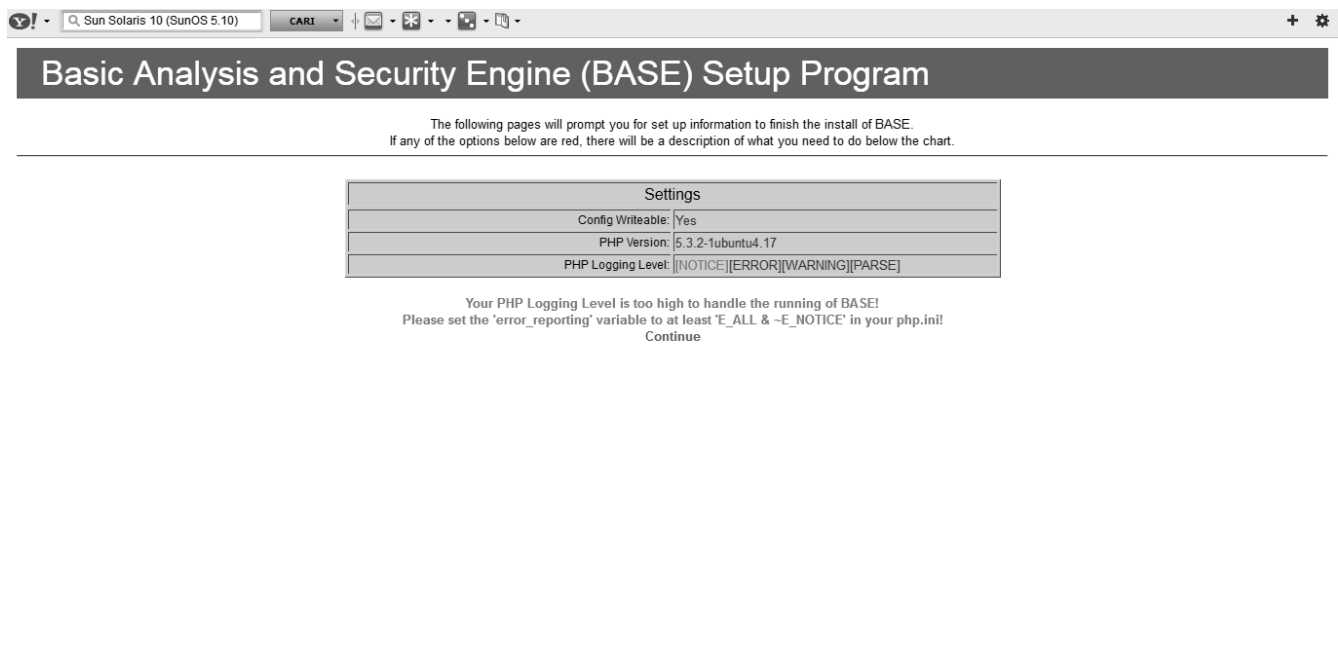 Y! Sun Solaris 10 (SunOS 5.10) CARI
Basic Analysis and Security Engine (BASE) Setup Program
The following pages will prompt you for set up information to finish the install of BASE.
If any of the options below are red, there will be a description of what you need to do below the chart.
Settings
Config Writeable: Yes
PHP Version: 5.3.2-1ubuntu4.17
PHP Logging Level: [NOTICE][ERROR][WARNING][PARSE]
Your PHP Logging Level is too high to handle the running of BASE!
Please set the 'error_reporting' variable to at least 'E_ALL & ~E_NOTICE' in your php.ini!
Continue